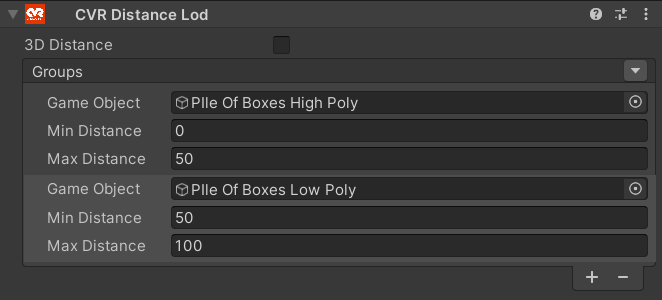 CVR Distance Lod
3D Distance
Groups
Game Object PIle Of Boxes High Poly
Min Distance 0
Max Distance 50
Game Object PIle Of Boxes Low Poly
Min Distance 50
Max Distance 100